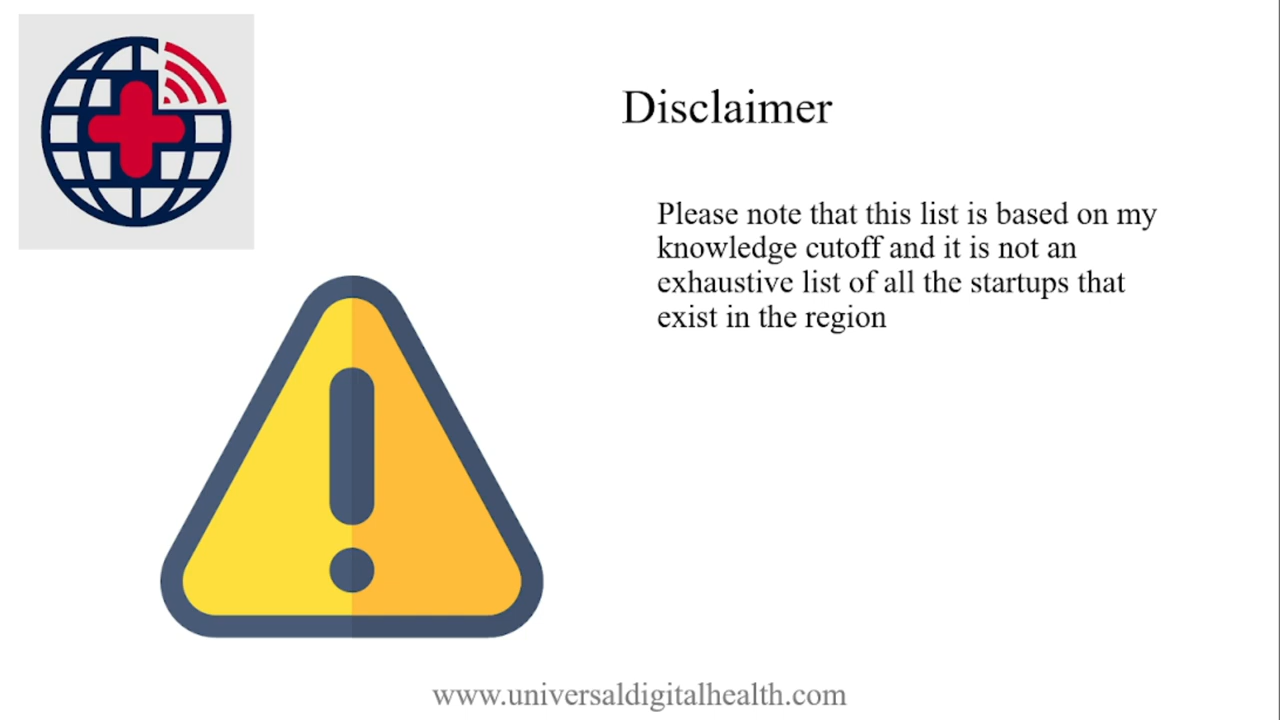 Disclaimer
Please note that this list is based on my
knowledge cutoff and it is not an
exhaustive list of all the startups that
exist in the region
www.universaldigitalhealth.com